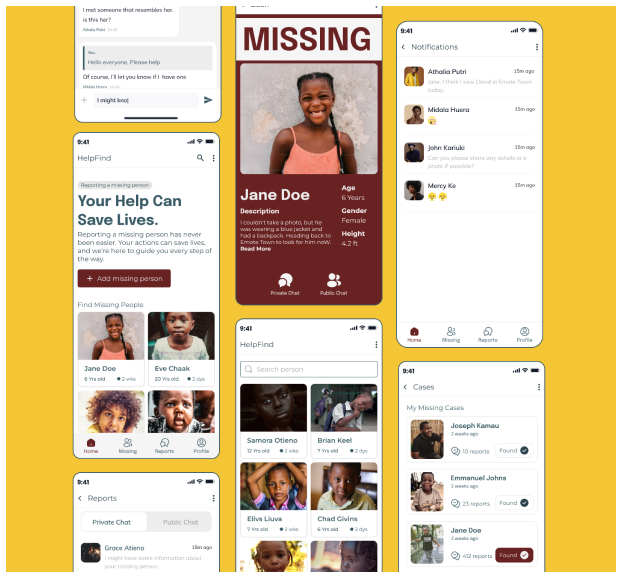 I met someone that resembles her.
is this her?
Athalia Putri 16:45
You
Hello everyone, Please help
Of course, I'll let you know if I have one
Midala Huera 16:46
I might kno
9:41
HelpFind
Reporting a missing person
Your Help Can
Save Lives.
Reporting a missing person has never
been easier. Your actions can save lives,
and we're here to guide you every step of
the way.
+ Add missing person
Find Missing People
Jane Doe
6 Yrs old 2 wks
Eve Chaak
20 Yrs old 2 dys
Home Missing Reports Profile
9:41
Reports
Private Chat Public Chat
Grace Atieno 15m ago
I might have some information about
your missing person
MISSING
Jane Doe
Description
I couldn't take a photo, but he
was wearing a blue jacket and
had a backpack. Heading back to
Emote Town to look for him noW.
Read More
Age
6 Years
Gender
Female
Height
4.2 ft
Private Chat Public Chat
9:41
HelpFind
Search person
Samora Otieno
12 Yrs old 2 wks
Brian Keel
7 Yrs old 2 dys
Elivs Liuva
7 Yrs old 2 wks
Chad Givins
6 Yrs old 2 dys
9:41
Notifications
Athalia Putri 15m ago
jane, I think I saw David in Emote Town
today.
Midala Huera 15m ago
john Kariuki 15m ago
Can you please share any details or a
photo if possible?
Mercy Ke 15m ago
Home Missing Reports Profile
9:41
Cases
My Missing Cases
Joseph Kamau
2 weeks ago
10 reports Found
Emmanuel Johns
2 weeks ago
23 reports Found
Jane Doe
2 weeks ago
412 reports Found